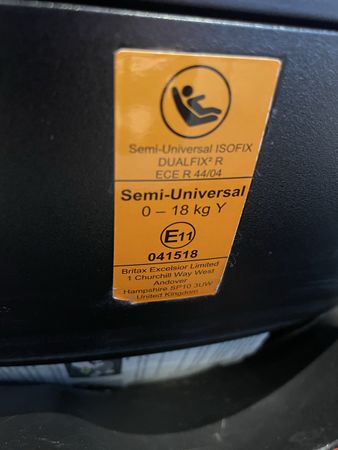 Semi-Universal ISOFIX
DUALFIX² R
ECE R 44/04
Semi-Universal
0 – 18 kg Y
E11
041518
Britax Excelsior Limited
1 Churchill Way West
Andover
Hampshire SP10 3UW
United Kingdom